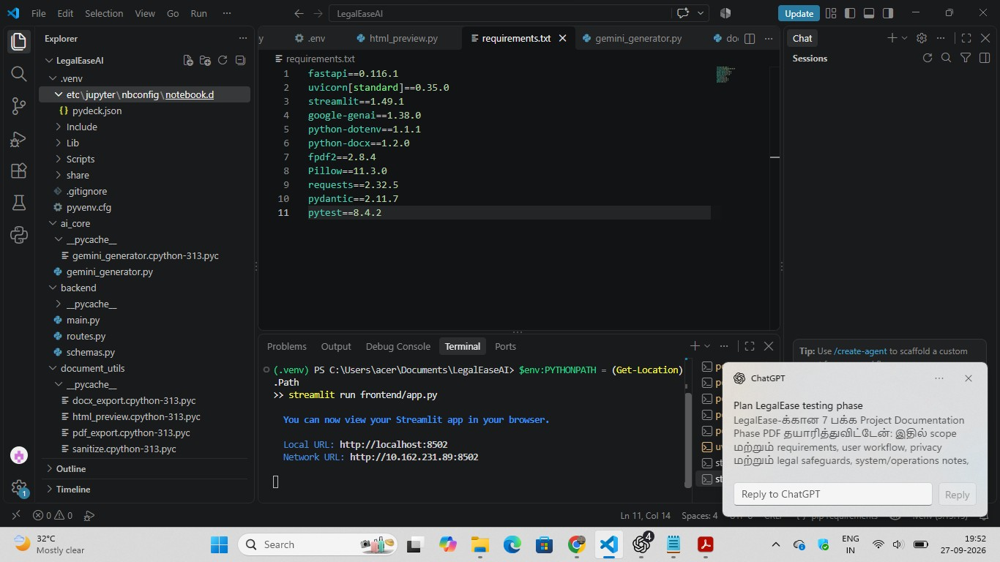 File Edit Selection View Go Run ···
LegalEaseAI
Update
Explorer
LegalEaseAI
.venv
etc\jupyter\nbconfig\notebook.d
pydeck.json
Include
Lib
Scripts
share
.gitignore
pyvenv.cfg
ai_core
__pycache__
gemini_generator.cpython-313.pyc
gemini_generator.py
backend
__pycache__
main.py
routes.py
schemas.py
document_utils
__pycache__
docx_export.cpython-313.pyc
html_preview.cpython-313.pyc
pdf_export.cpython-313.pyc
sanitize.cpython-313.pyc
Outline
Timeline
1
y .env html_preview.py requirements.txt gemini_generator.py do
requirements.txt
1 fastapi==0.116.1
2 uvicorn[standard]==0.35.0
3 streamlit==1.49.1
4 google-genai==1.38.0
5 python-dotenv==1.1.1
6 python-docx==1.2.0
7 fpdf2==2.8.4
8 Pillow==11.3.0
9 requests==2.32.5
10 pydantic==2.11.7
11 pytest==8.4.2
Problems Output Debug Console Terminal Ports
(.venv) PS C:\Users\acer\Documents\LegalEaseAI> $env:PYTHONPATH = (Get-Location)
.Path
>> streamlit run frontend/app.py
You can now view your Streamlit app in your browser.
Local URL: http://localhost:8502
Network URL: http://10.162.231.89:8502
Chat
Sessions
Tip: Use /create-agent to scaffold a custom
ChatGPT
Plan LegalEase testing phase
LegalEase-க்கான 7 பக்க Project Documentation
Phase PDF தயாரித்துவிட்டேன்: இதில் scope
மற்றும் requirements, user workflow, privacy
மற்றும் legal safeguards, system/operations notes,
Reply to ChatGPT
Reply
0 0
Ln 11, Col 14 Spaces: 4
32°C
Mostly clear
Search
4
ENG
IN
19:52
27-09-2026